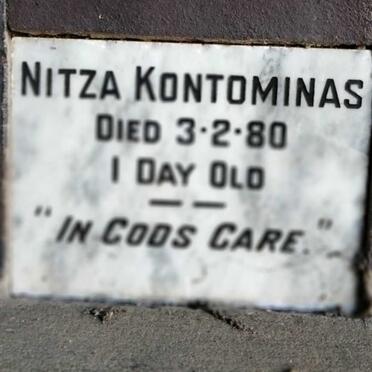 NITZA KONTOMINAS
DIED 3·2·80
1 DAY OLD
"IN GODS CARE."